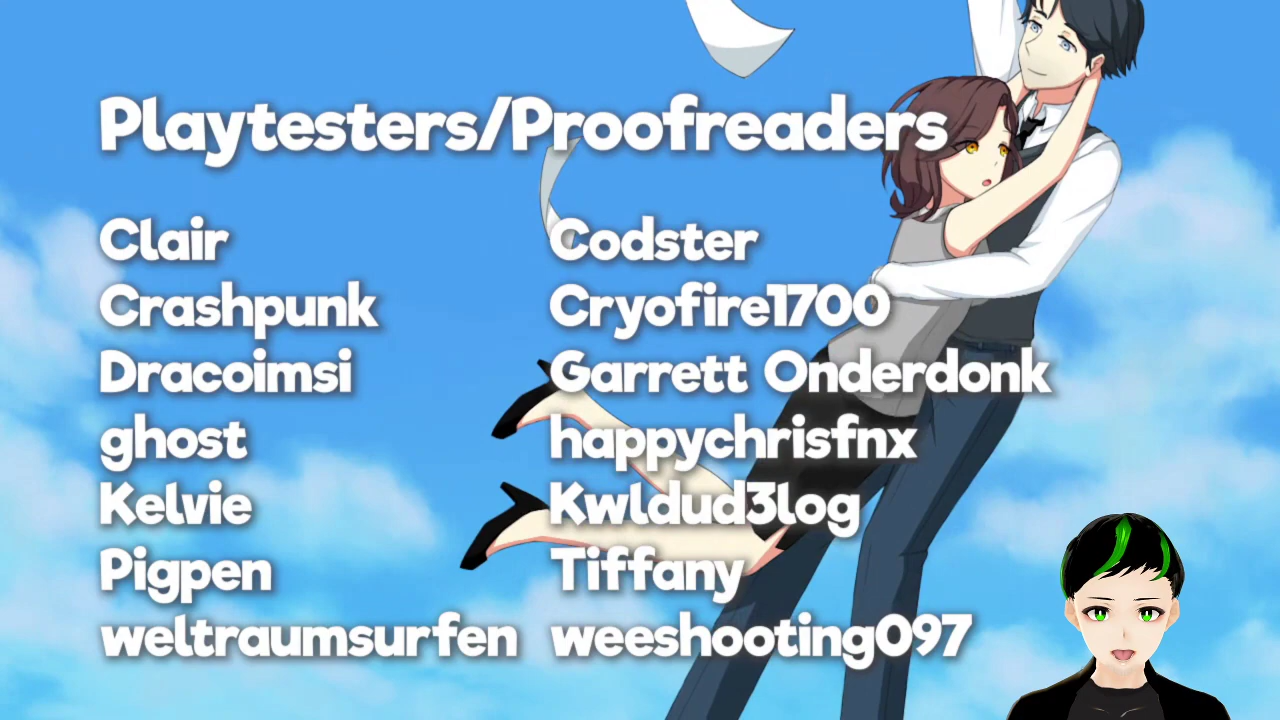 Playtesters/Proofreaders
Clair Codster
Crashpunk Cryofire1700
Dracoimsi Garrett Onderdonk
ghost happychrisfnx
Kelvie Kwldud3log
Pigpen Tiffany
weltraumsurfen weeshooting097